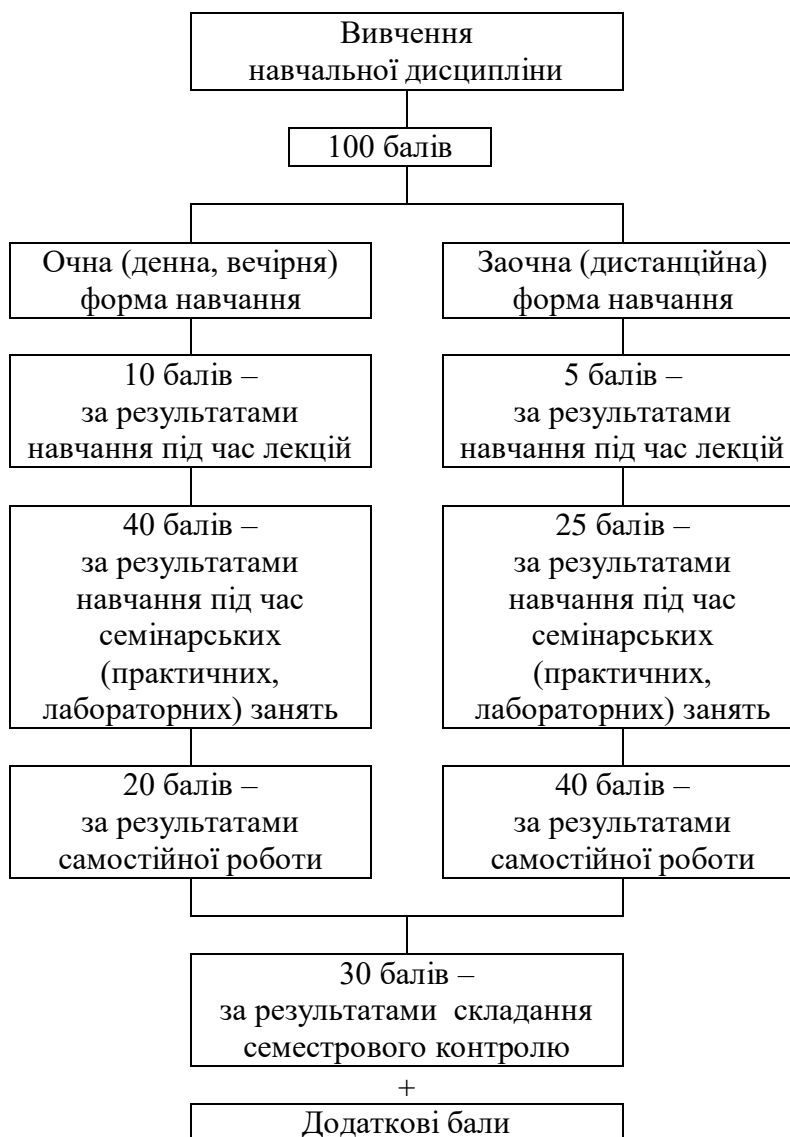 Вивчення
навчальної дисципліни
100 балів
Очна (денна, вечірня)
форма навчання
Заочна (дистанційна)
форма навчання
10 балів –
за результатами
навчання під час лекцій
5 балів –
за результатами
навчання під час лекцій
40 балів –
за результатами
навчання під час
семінарських
(практичних,
лабораторних) занять
25 балів –
за результатами
навчання під час
семінарських
(практичних,
лабораторних) занять
20 балів –
за результатами
самостійної роботи
40 балів –
за результатами
самостійної роботи
30 балів –
за результатами складання
семестрового контролю
+
Додаткові бали